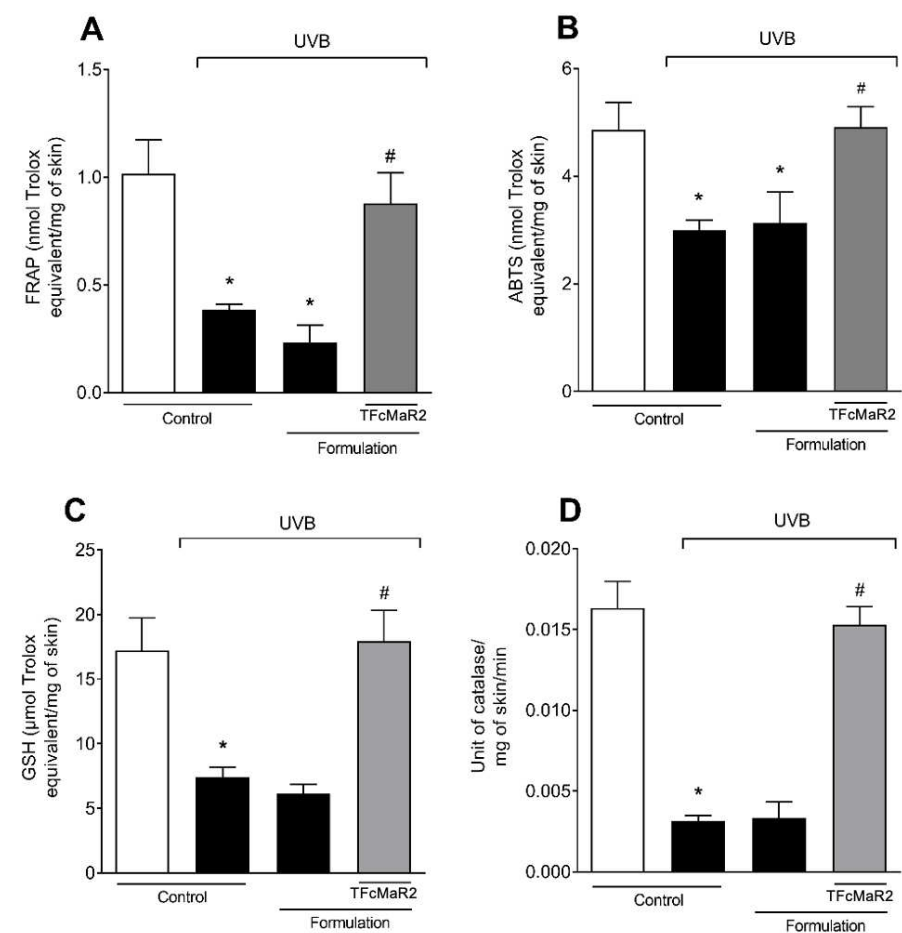 A
UVB
FRAP (nmol Trolox
equivalent/mg of skin)
1.5
1.0
0.5
0.0
*
*
#
Control
TFcMaR2
Formulation
B
UVB
ABTS (nmol Trolox
equivalent/mg of skin)
6
4
2
0
*
*
#
Control
TFcMaR2
Formulation
C
UVB
GSH (µmol Trolox
equivalent/mg of skin)
25
20
15
10
5
0
*
#
Control
TFcMaR2
Formulation
D
UVB
Unit of catalase/
mg of skin/min
0.020
0.015
0.010
0.005
0.000
*
#
Control
TFcMaR2
Formulation